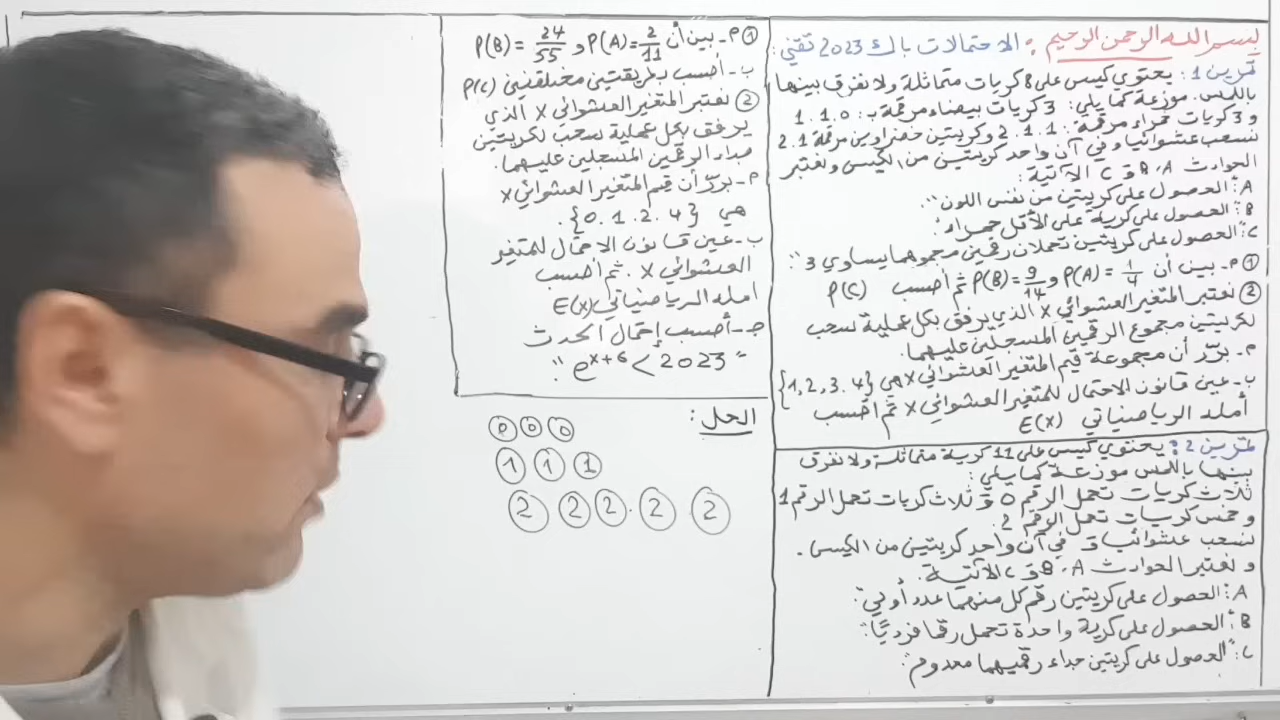 بسم الله الرحمن الرحيم : الاحتمالات باك 2023 تقني :
تمرين 1 : يحتوي كيس على 8 كريات متماثلة ولا نفرق بينها
باللمس. موزعة كما يلي : 3 كريات بيضاء مرقمة بـ : 1.1.0
و 3 كريات حمراء مرقمة : 2.1.1 وكريتين خضراوين مرقمة 2.1
نسحب عشوائيا وفي آن واحد كريتين من الكيس ونعتبر
الحوادث A، B و C الآتية :
A : الحصول على كريتين من نفس اللون".
B : "الحصول على كرية على الأقل حمراء".
C : الحصول على كريتين تحملان رقمين مجموعهما يساوي 3".
① م- بين أن P(A) = 1/4 و P(B) = 9/14 ثم أحسب P(C)
② نعتبر المتغير العشوائي X الذي يرفق بكل عملية سحب
لكريتين مجموع الرقمين المسجلين عليهما.
م- برّر أن مجموعة قيم المتغير العشوائي X هي {1,2,3.4}
ب- عين قانون الاحتمال للمتغير العشوائي X ثم أحسب
أمله الرياضياتي E(X)
تمرين 2 : يحتوي كيس على 11 كرية متماثلة ولا نفرق
بينها باللمس موزعة كما يلي :
ثلاث كريات تحمل الرقم 0 و ثلاث كريات تحمل الرقم 1
و خمس كريات تحمل الرقم 2.
نسحب عشوائيا و في آن واحد كريتين من الكيس.
و نعتبر الحوادث A، B و C الآتية.
A : الحصول على كريتين رقم كل منهما عدد أولي".
B : "الحصول على كرية واحدة تحمل رقما فرديًا".
C : "الحصول على كريتين جداء رقميهما معدوم".
① م- بين أن P(A) = 2/11 و P(B) = 24/55
ب- أحسب بطريقتين مختلفتين P(C)
② نعتبر المتغير العشوائي X الذي
يرفق بكل عملية سحب لكريتين
جداء الرقمين المسجلين عليهما.
م- برّر أن قيم المتغير العشوائي X
هي {0.1.2.4}.
ب- عين قانون الاحتمال للمتغير
العشوائي X. ثم أحسب
أمله الرياضياتي E(X)
جـ- أحسب إحتمال الحدث
"e^{x+6} < 2023".
الحل :
0 0 0
1 1 1
2 2 2 2 2